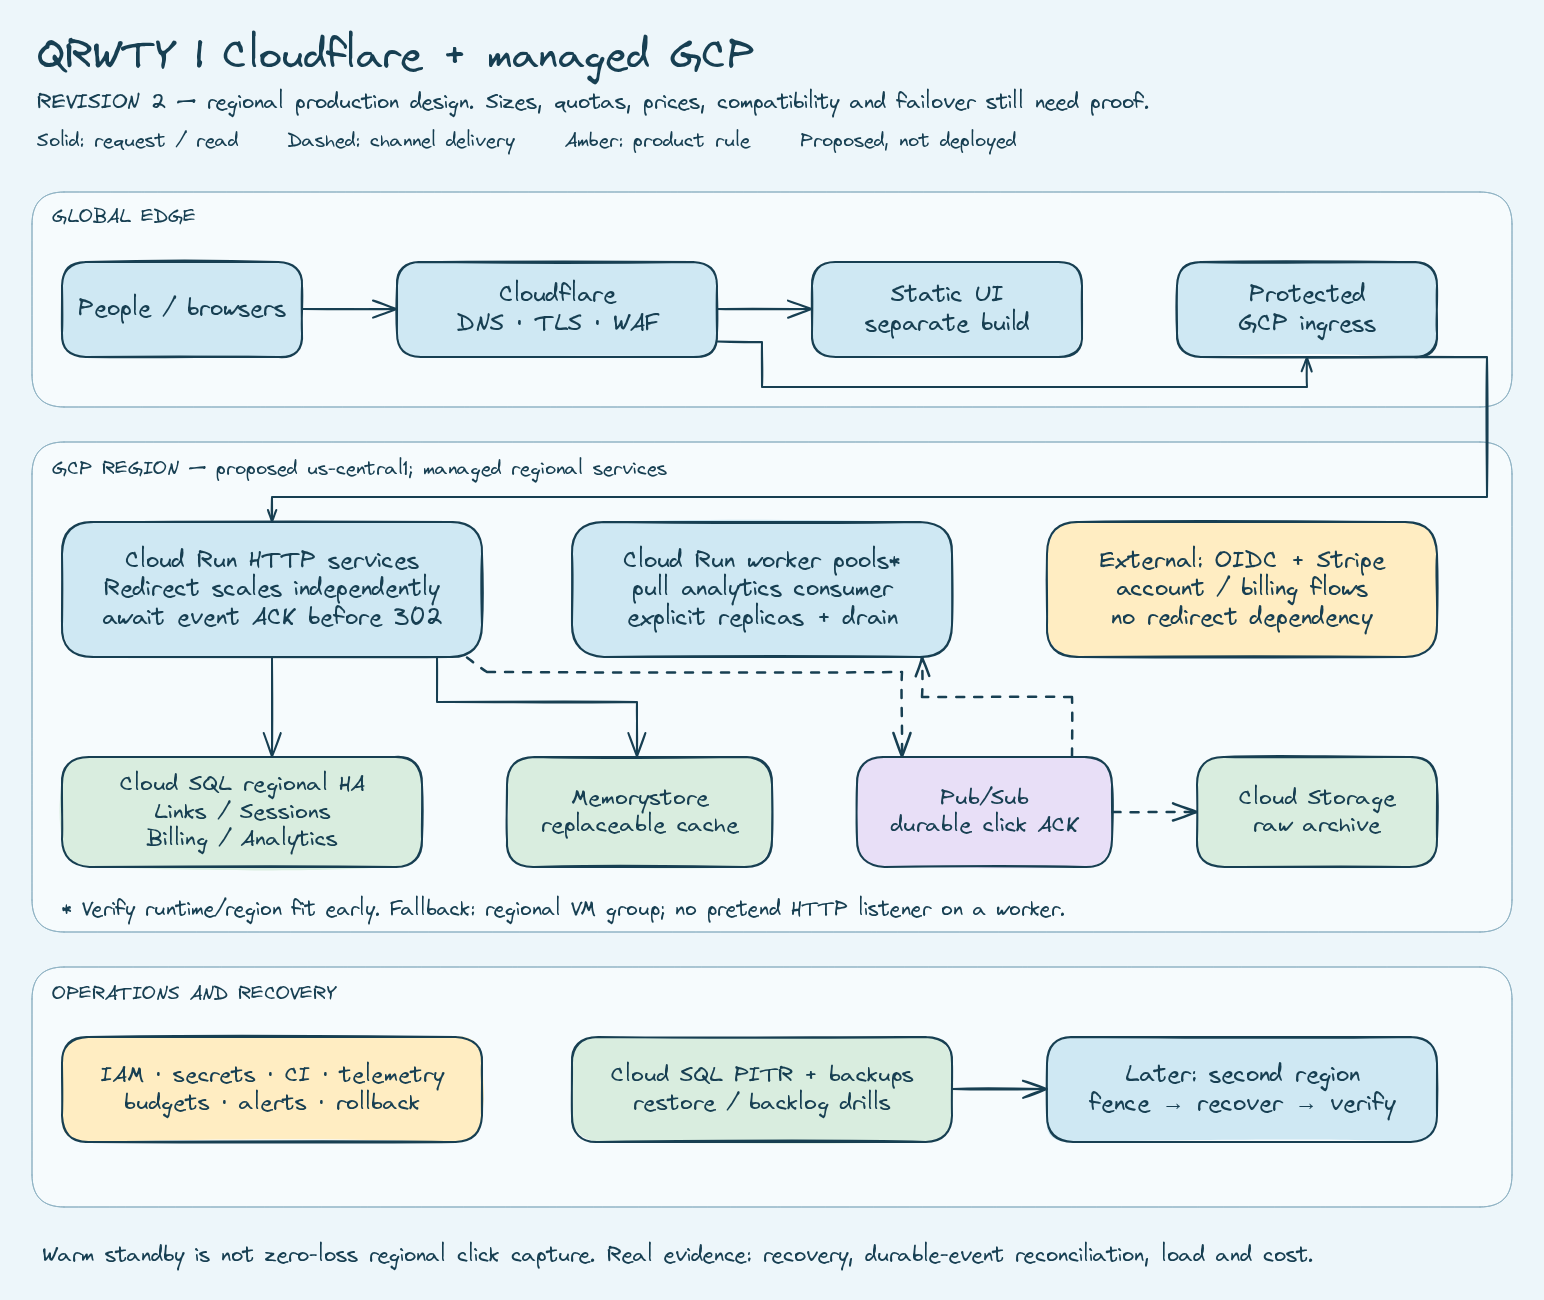 QRWTY | Cloudflare + managed GCP
REVISION 2 — regional production design. Sizes, quotas, prices, compatibility and failover still need proof.
Solid: request / read Dashed: channel delivery Amber: product rule Proposed, not deployed
GLOBAL EDGE
People / browsers
Cloudflare
DNS · TLS · WAF
Static UI
separate build
Protected
GCP ingress
GCP REGION — proposed us-central1; managed regional services
Cloud Run HTTP services
Redirect scales independently
await event ACK before 302
Cloud Run worker pools*
pull analytics consumer
explicit replicas + drain
External: OIDC + Stripe
account / billing flows
no redirect dependency
Cloud SQL regional HA
Links / Sessions
Billing / Analytics
Memorystore
replaceable cache
Pub/Sub
durable click ACK
Cloud Storage
raw archive
* Verify runtime/region fit early. Fallback: regional VM group; no pretend HTTP listener on a worker.
OPERATIONS AND RECOVERY
IAM · secrets · CI · telemetry
budgets · alerts · rollback
Cloud SQL PITR + backups
restore / backlog drills
Later: second region
fence → recover → verify
Warm standby is not zero-loss regional click capture. Real evidence: recovery, durable-event reconciliation, load and cost.